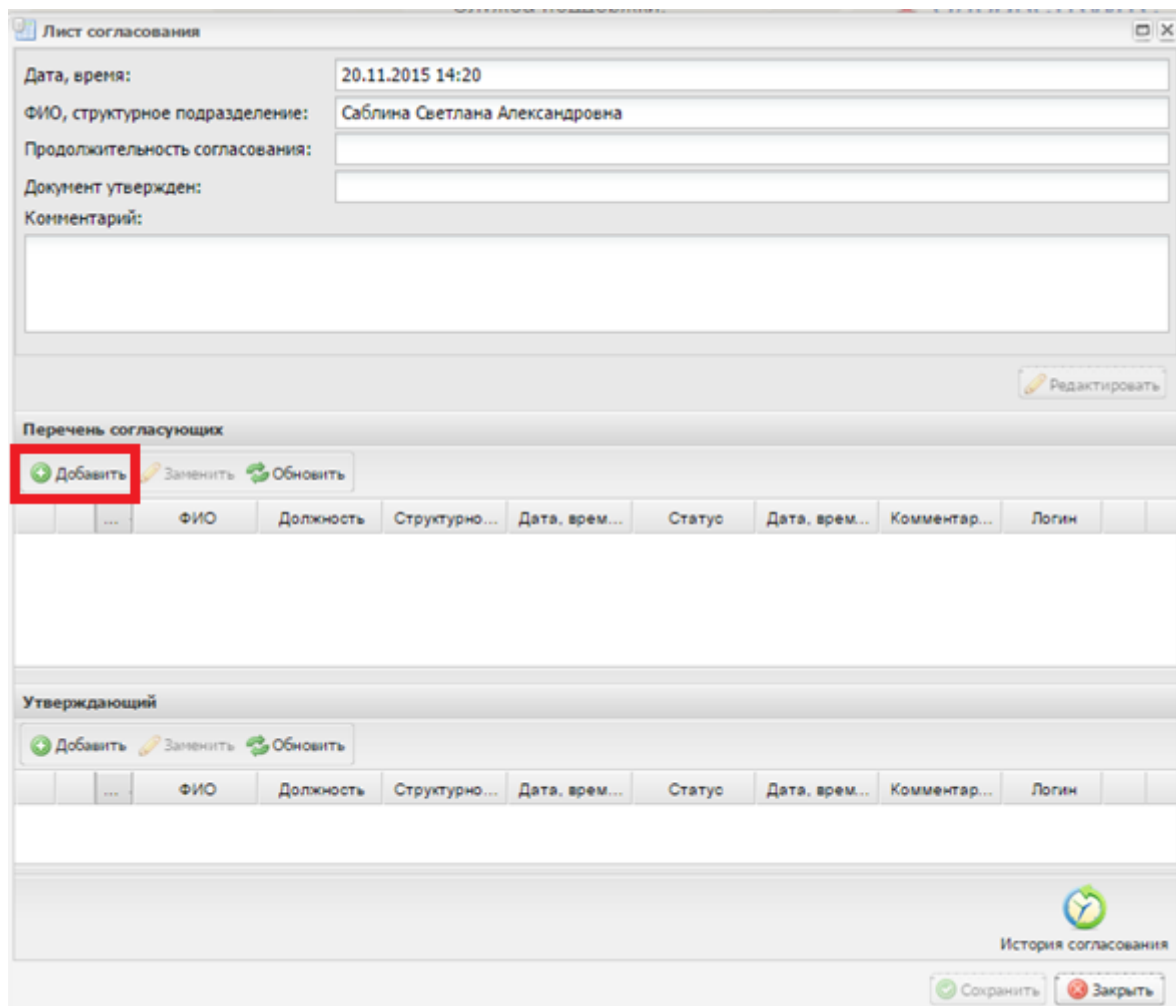 Лист согласования
Дата, время: 20.11.2015 14:20
ФИО, структурное подразделение: Саблина Светлана Александровна
Продолжительность согласования:
Документ утвержден:
Комментарий:
Редактировать
Перечень согласующих
Добавить Заменить Обновить
... ФИО Должность Структурно... Дата, врем... Статус Дата, врем... Комментар... Логин
Утверждающий
Добавить Заменить Обновить
... ФИО Должность Структурно... Дата, врем... Статус Дата, врем... Комментар... Логин
История согласования
Сохранить Закрыть